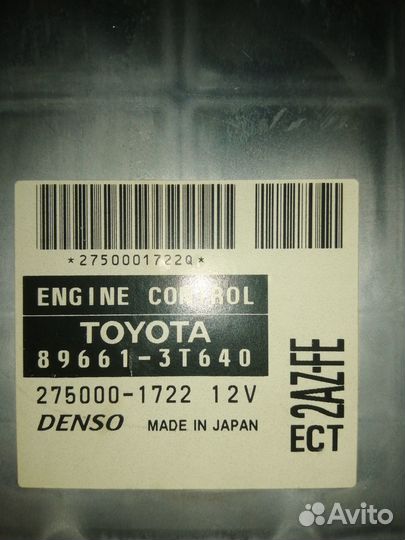 *2750001722Q*
ENGINE CONTROL
TOYOTA
89661-3T640
275000-1722 12V
DENSO MADE IN JAPAN
2AZ-FE
ECT
Avito